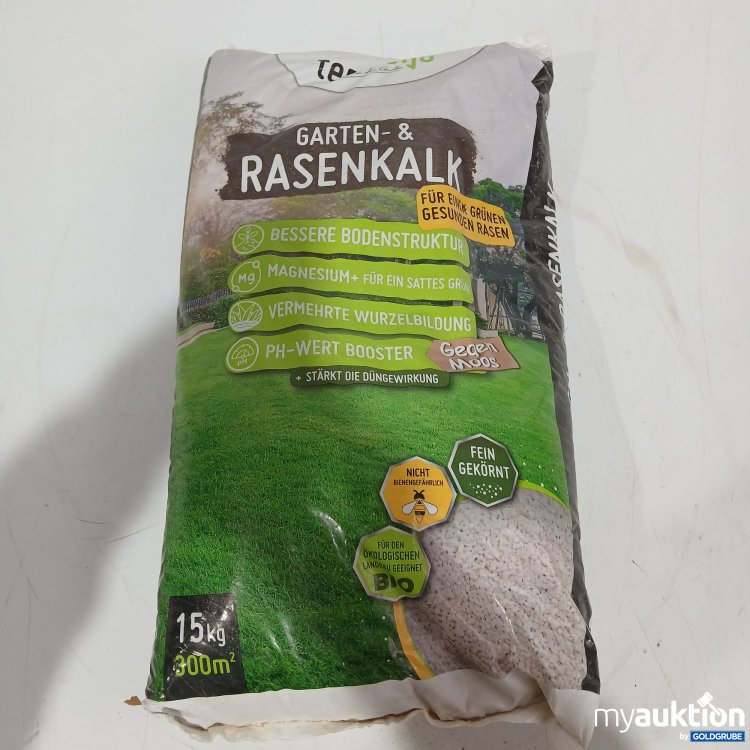 GARTEN- &
RASENKALK
FÜR EINEN GRÜNEN
GESUNDEN RASEN
BESSERE BODENSTRUKTUR
Mg MAGNESIUM+ FÜR EIN SATTES GRÜN
VERMEHRTE WURZELBILDUNG
pH PH-WERT BOOSTER
Gegen
Moos
+ STÄRKT DIE DÜNGEWIRKUNG
FEIN
GEKÖRNT
NICHT
BIENENGEFÄHRLICH
FÜR DEN
ÖKOLOGISCHEN
LANDBAU GEEIGNET
BIO
15kg
300m²
RASENKALK
myauktion
by GOLDGRUBE